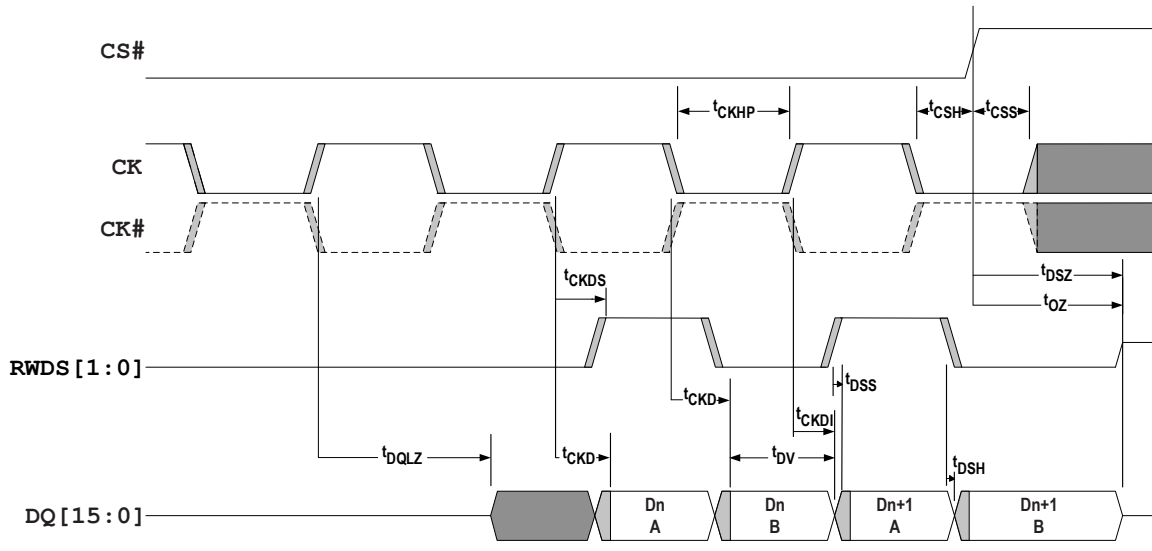 CS#
tCKHP
tCSH
tCSS
CK
CK#
tCKDS
tDSZ
tOZ
RWDS[1:0]
tCKD
tDSS
tCKDI
tDQLZ
tCKD
tDV
tDSH
DQ[15:0]
Dn
A
Dn
B
Dn+1
A
Dn+1
B